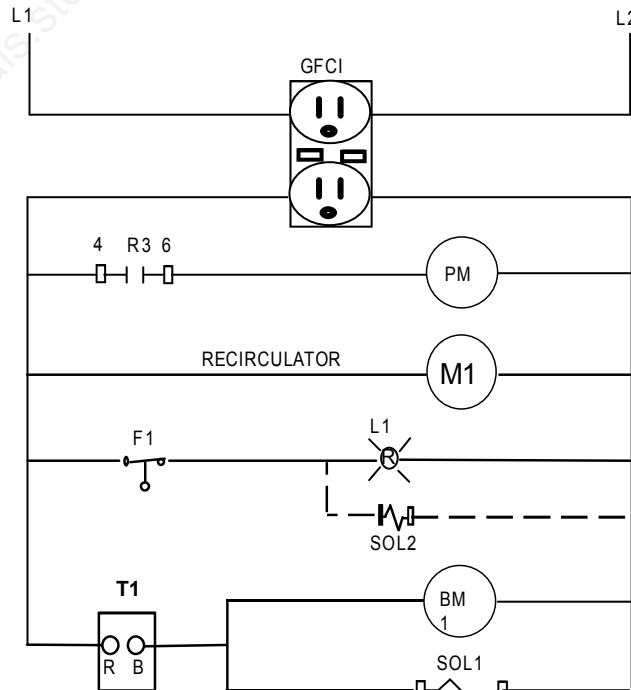 L1
L2
GFCI
4 R3 6
PM
RECIRCULATOR
M1
F1
L1
R
SOL2
T1
BM
1
R B
SOL1